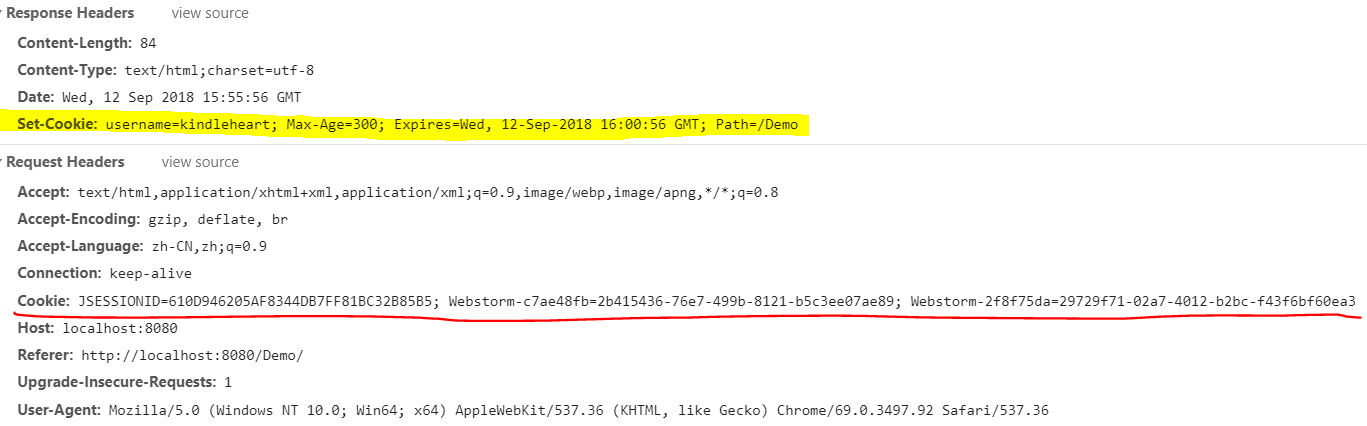 Response Headers view source
Content-Length: 84
Content-Type: text/html;charset=utf-8
Date: Wed, 12 Sep 2018 15:55:56 GMT
Set-Cookie: username=kindleheart; Max-Age=300; Expires=Wed, 12-Sep-2018 16:00:56 GMT; Path=/Demo
Request Headers view source
Accept: text/html,application/xhtml+xml,application/xml;q=0.9,image/webp,image/apng,*/*;q=0.8
Accept-Encoding: gzip, deflate, br
Accept-Language: zh-CN,zh;q=0.9
Connection: keep-alive
Cookie: JSESSIONID=610D946205AF8344DB7FF81BC32B85B5; Webstorm-c7ae48fb=2b415436-76e7-499b-8121-b5c3ee07ae89; Webstorm-2f8f75da=29729f71-02a7-4012-b2bc-f43f6bf60ea3
Host: localhost:8080
Referer: http://localhost:8080/Demo/
Upgrade-Insecure-Requests: 1
User-Agent: Mozilla/5.0 (Windows NT 10.0; Win64; x64) AppleWebKit/537.36 (KHTML, like Gecko) Chrome/69.0.3497.92 Safari/537.36